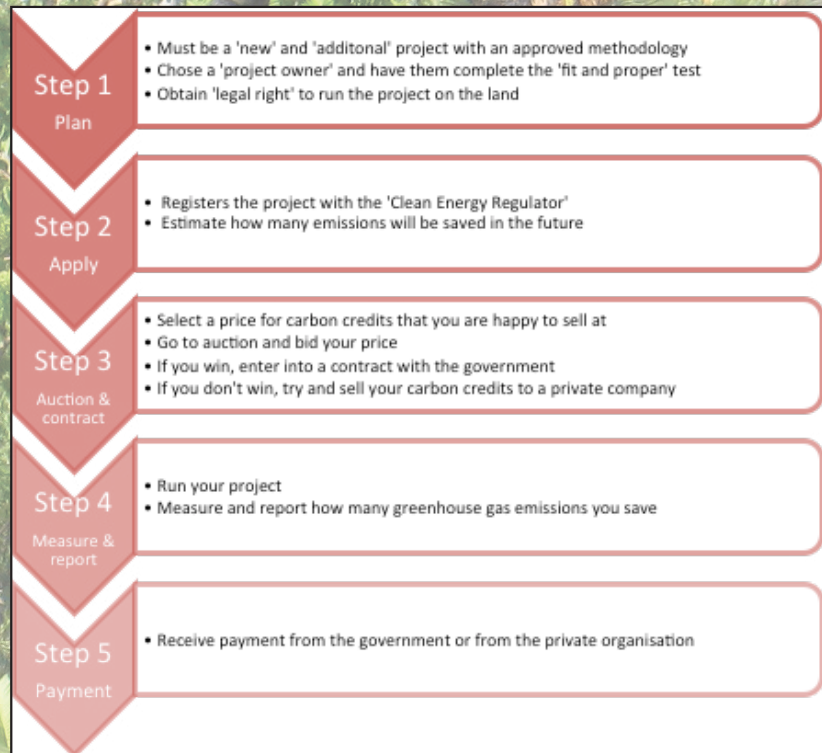 Step 1
Plan
• Must be a 'new' and 'additonal' project with an approved methodology
• Chose a 'project owner' and have them complete the 'fit and proper' test
• Obtain 'legal right' to run the project on the land
Step 2
Apply
• Registers the project with the 'Clean Energy Regulator'
• Estimate how many emissions will be saved in the future
Step 3
Auction &
contract
• Select a price for carbon credits that you are happy to sell at
• Go to auction and bid your price
• If you win, enter into a contract with the government
• If you don't win, try and sell your carbon credits to a private company
Step 4
Measure &
report
• Run your project
• Measure and report how many greenhouse gas emissions you save
Step 5
Payment
• Receive payment from the government or from the private organisation